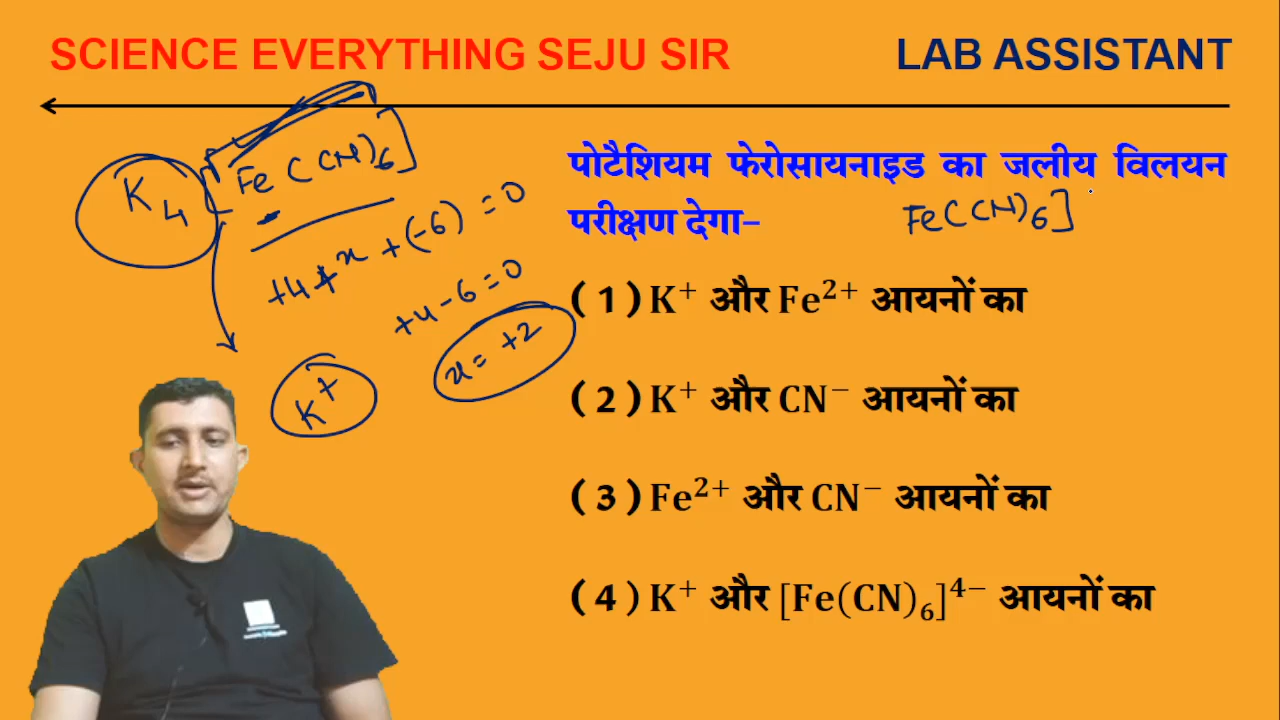 SCIENCE EVERYTHING SEJU SIR
LAB ASSISTANT
K4 [Fe(CN)6]
+4+x+(-6)=0
+4-6=0
x=+2
K+
पोटैशियम फेरोसायनाइड का जलीय विलयन
परीक्षण देगा–
Fe(CN)6]
(1) K⁺ और Fe²⁺ आयनों का
(2) K⁺ और CN⁻ आयनों का
(3) Fe²⁺ और CN⁻ आयनों का
(4) K⁺ और [Fe(CN)₆]⁴⁻ आयनों का